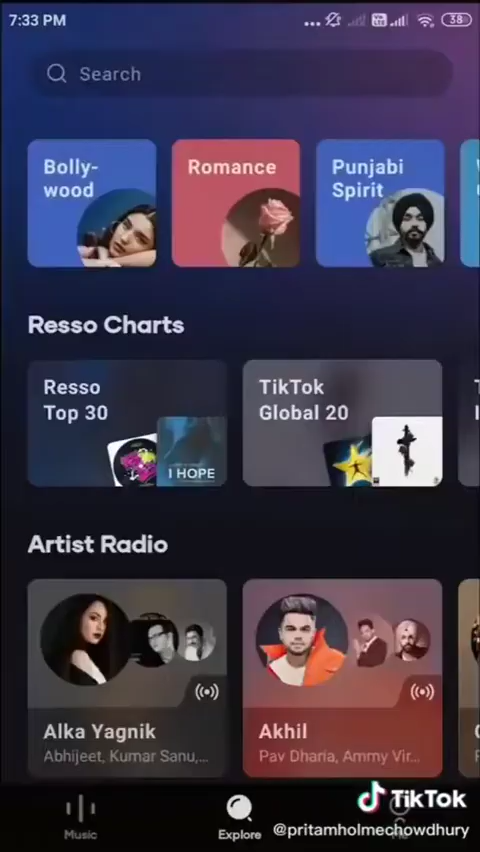 7:33 PM
38
Search
Bolly-
wood
Romance
Punjabi
Spirit
Resso Charts
Resso
Top 30
I HOPE
TikTok
Global 20
Artist Radio
Alka Yagnik
Abhijeet, Kumar Sanu,...
Akhil
Pav Dharia, Ammy Vir...
Music
Explore
TikTok
@pritamholmechowdhury